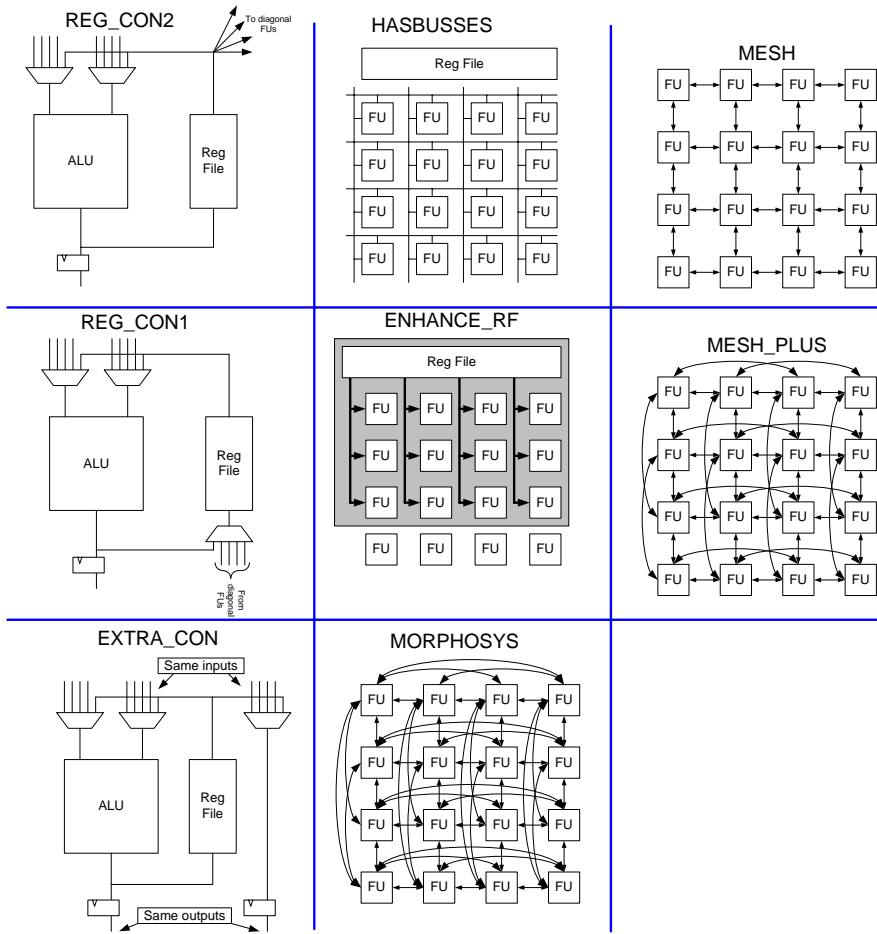 REG_CON2
To diagonal
FUs
ALU
Reg
File
HASBUSSES
Reg File
FU FU FU FU
FU FU FU FU
FU FU FU FU
FU FU FU FU
MESH
FU FU FU FU
FU FU FU FU
FU FU FU FU
FU FU FU FU
REG_CON1
ALU
Reg
File
From
diagonal
FUs
ENHANCE_RF
Reg File
FU FU FU FU
FU FU FU FU
FU FU FU FU
FU FU FU FU
MESH_PLUS
FU FU FU FU
FU FU FU FU
FU FU FU FU
FU FU FU FU
EXTRA_CON
Same inputs
ALU
Reg
File
Same outputs
MORPHOSYS
FU FU FU FU
FU FU FU FU
FU FU FU FU
FU FU FU FU